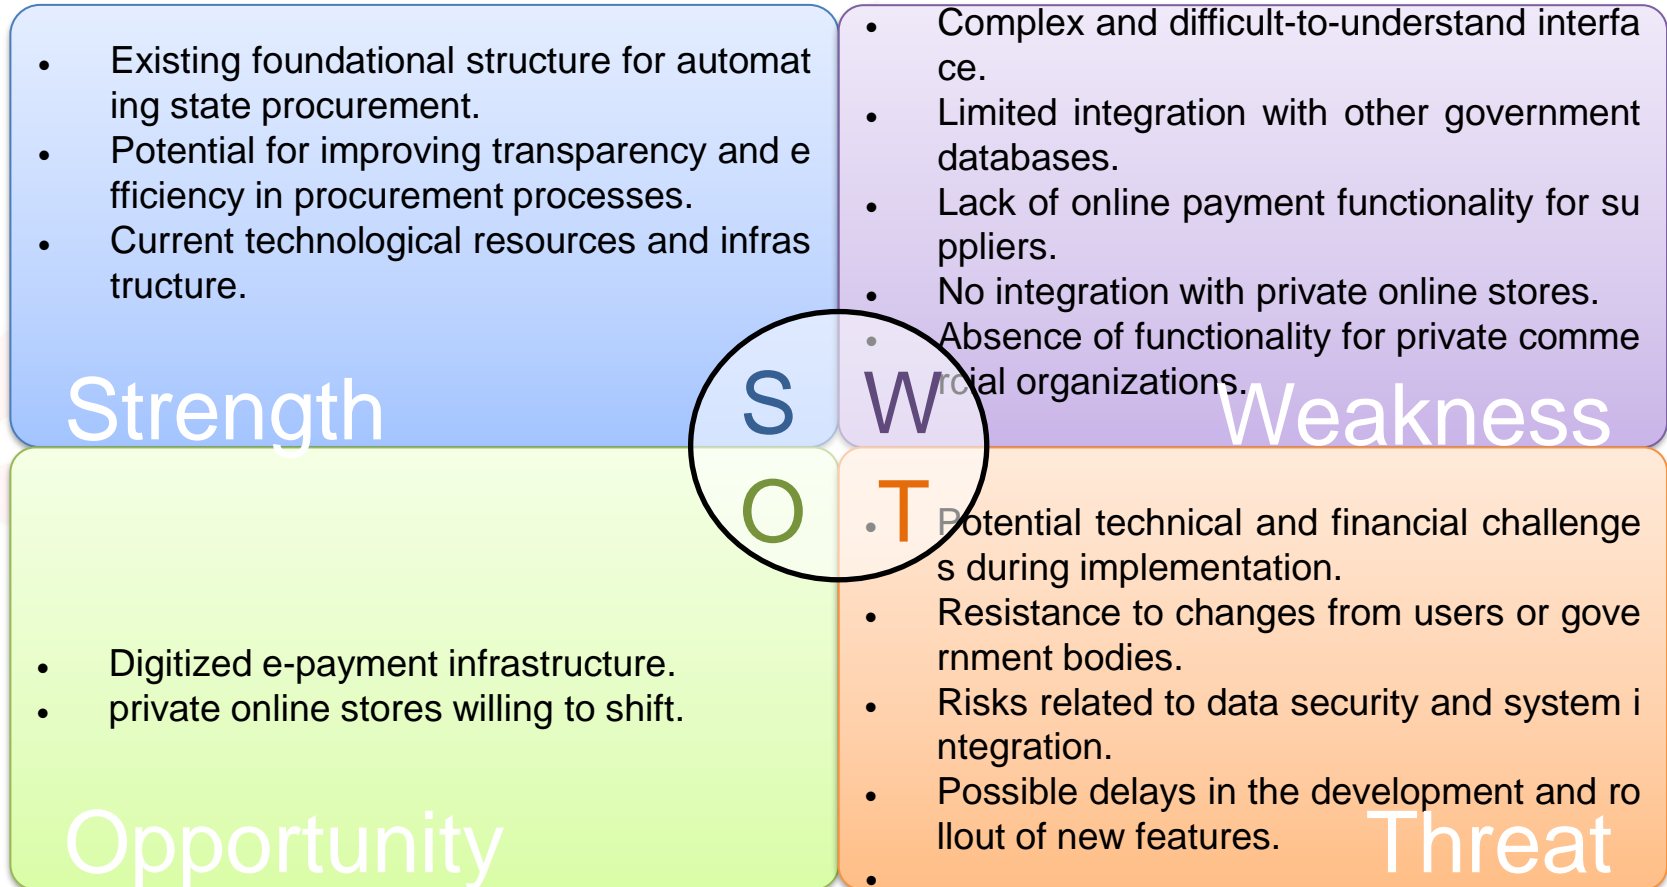 • Existing foundational structure for automat
ing state procurement.
• Potential for improving transparency and e
fficiency in procurement processes.
• Current technological resources and infras
tructure.
Strength
• Complex and difficult-to-understand interfa
ce.
• Limited integration with other government
databases.
• Lack of online payment functionality for su
ppliers.
• No integration with private online stores.
• Absence of functionality for private comme
rcial organizations.
Weakness
S W
O T
• Digitized e-payment infrastructure.
• private online stores willing to shift.
Opportunity
• Potential technical and financial challenge
s during implementation.
• Resistance to changes from users or gove
rnment bodies.
• Risks related to data security and system i
ntegration.
• Possible delays in the development and ro
llout of new features.
•
Threat